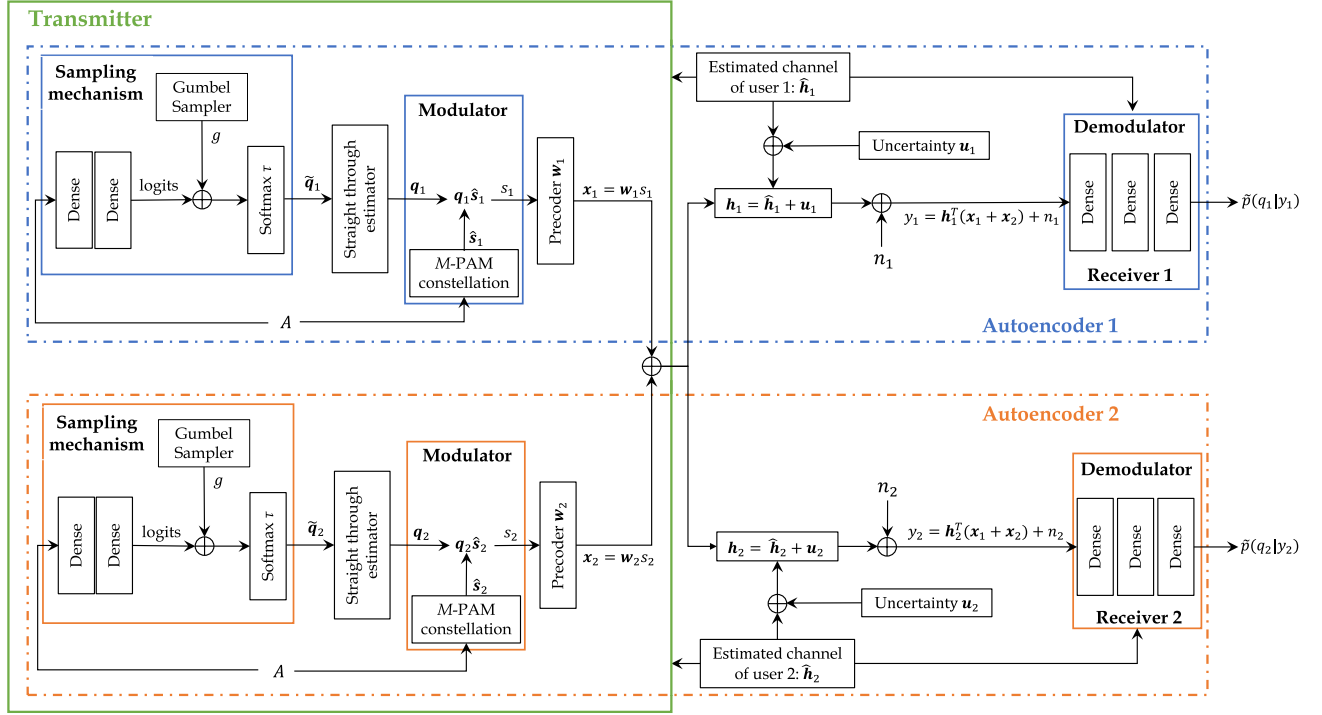 Transmitter
Sampling
mechanism
Gumbel
Sampler
g
Dense
Dense
logits
Softmax τ
q̃₁
Straight through
estimator
q₁
Modulator
q₁ŝ₁
ŝ₁
M-PAM
constellation
s₁
Precoder w₁
x₁ = w₁s₁
A
Estimated channel
of user 1: ĥ₁
Uncertainty u₁
h₁ = ĥ₁ + u₁
n₁
y₁ = h₁ᵀ(x₁ + x₂) + n₁
Demodulator
Dense
Dense
Dense
Receiver 1
p̃(q₁|y₁)
Autoencoder 1
Autoencoder 2
Sampling
mechanism
Gumbel
Sampler
g
Dense
Dense
logits
Softmax τ
q̃₂
Straight through
estimator
q₂
Modulator
q₂ŝ₂
ŝ₂
M-PAM
constellation
s₂
Precoder w₂
x₂ = w₂s₂
A
n₂
h₂ = ĥ₂ + u₂
y₂ = h₂ᵀ(x₁ + x₂) + n₂
Uncertainty u₂
Estimated channel
of user 2: ĥ₂
Demodulator
Dense
Dense
Dense
Receiver 2
p̃(q₂|y₂)